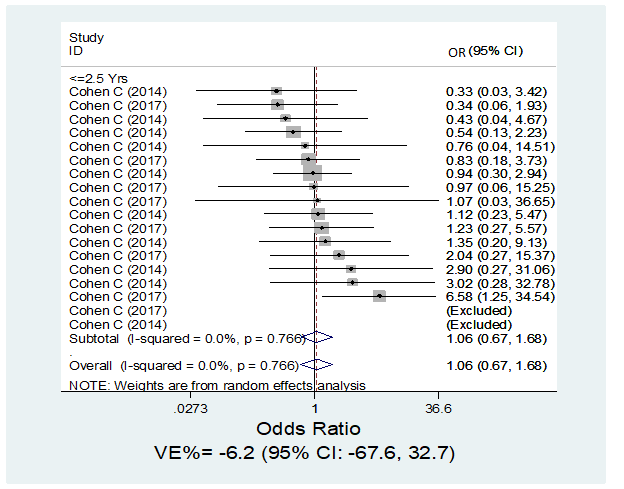 Study
ID
OR (95% CI)
<=2.5 Yrs
Cohen C (2014) 0.33 (0.03, 3.42)
Cohen C (2017) 0.34 (0.06, 1.93)
Cohen C (2014) 0.43 (0.04, 4.67)
Cohen C (2014) 0.54 (0.13, 2.23)
Cohen C (2014) 0.76 (0.04, 14.51)
Cohen C (2017) 0.83 (0.18, 3.73)
Cohen C (2014) 0.94 (0.30, 2.94)
Cohen C (2017) 0.97 (0.06, 15.25)
Cohen C (2017) 1.07 (0.03, 36.65)
Cohen C (2014) 1.12 (0.23, 5.47)
Cohen C (2017) 1.23 (0.27, 5.57)
Cohen C (2014) 1.35 (0.20, 9.13)
Cohen C (2017) 2.04 (0.27, 15.37)
Cohen C (2014) 2.90 (0.27, 31.06)
Cohen C (2014) 3.02 (0.28, 32.78)
Cohen C (2017) 6.58 (1.25, 34.54)
Cohen C (2017) (Excluded)
Cohen C (2014) (Excluded)
Subtotal (I-squared = 0.0%, p = 0.766) 1.06 (0.67, 1.68)
.
Overall (I-squared = 0.0%, p = 0.766) 1.06 (0.67, 1.68)
NOTE: Weights are from random effects analysis
.0273 1 36.6
Odds Ratio
VE%= -6.2 (95% CI: -67.6, 32.7)